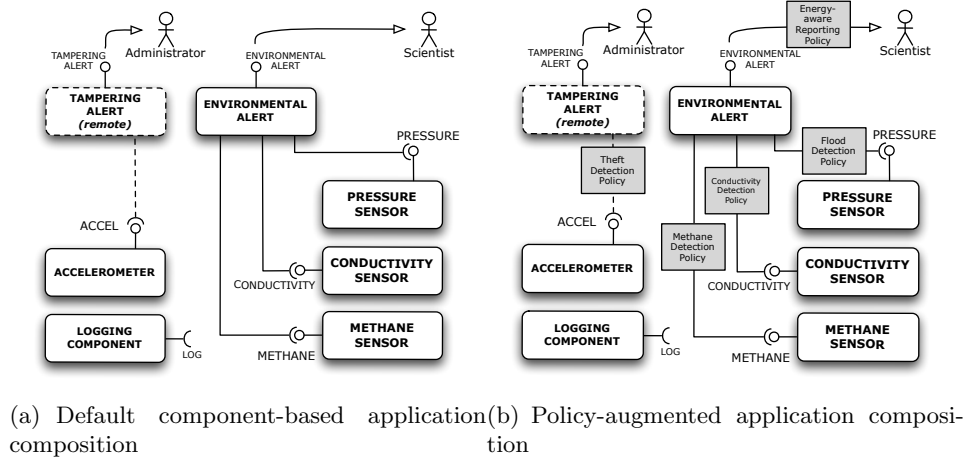 TAMPERING
ALERT
Administrator
ENVIRONMENTAL
ALERT
Scientist
TAMPERING
ALERT
(remote)
ENVIRONMENTAL
ALERT
PRESSURE
PRESSURE
SENSOR
ACCEL
ACCELEROMETER
CONDUCTIVITY
SENSOR
CONDUCTIVITY
LOGGING
COMPONENT
LOG
METHANE
SENSOR
METHANE
(a) Default component-based application
composition
Energy-
aware
Reporting
Policy
TAMPERING
ALERT
Administrator
ENVIRONMENTAL
ALERT
Scientist
TAMPERING
ALERT
(remote)
ENVIRONMENTAL
ALERT
Flood
Detection
Policy
PRESSURE
Theft
Detection
Policy
Conductivity
Detection
Policy
PRESSURE
SENSOR
ACCEL
Methane
Detection
Policy
ACCELEROMETER
CONDUCTIVITY
SENSOR
CONDUCTIVITY
LOGGING
COMPONENT
LOG
METHANE
SENSOR
METHANE
(b) Policy-augmented application composi-
tion